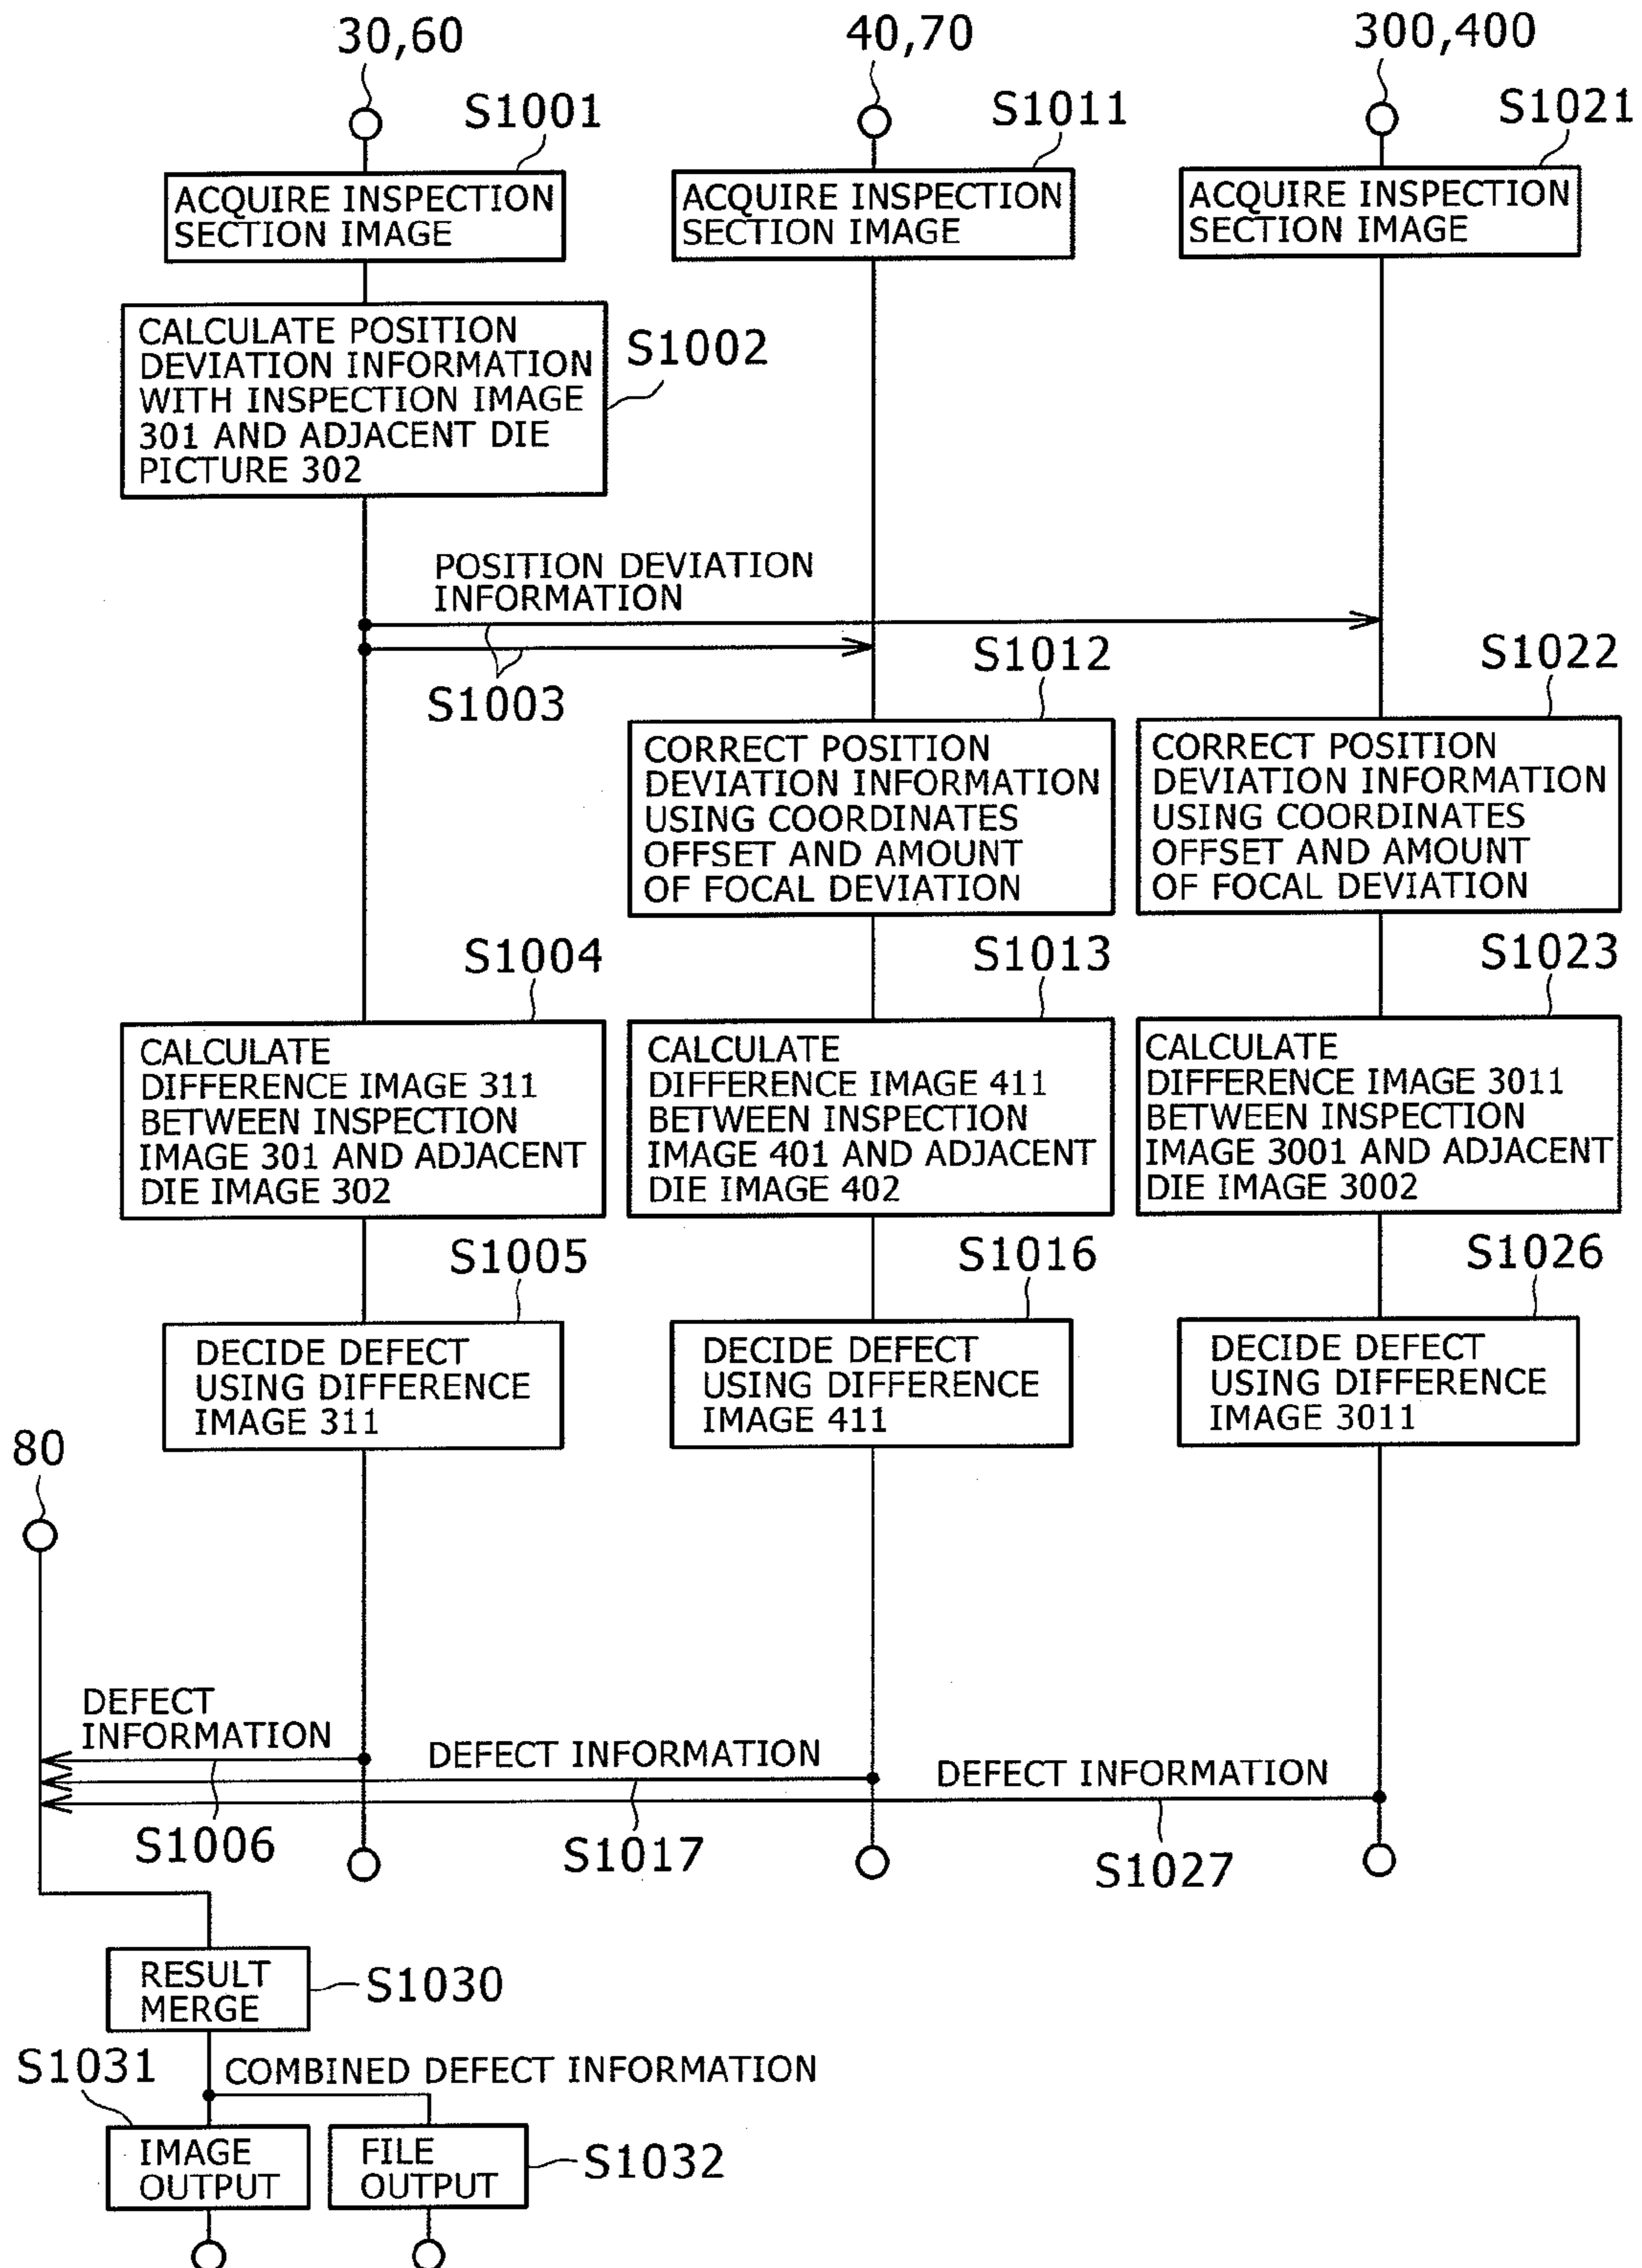 30,60
40,70
300,400
S1001
S1011
S1021
ACQUIRE INSPECTION
SECTION IMAGE
ACQUIRE INSPECTION
SECTION IMAGE
ACQUIRE INSPECTION
SECTION IMAGE
CALCULATE POSITION
DEVIATION INFORMATION
WITH INSPECTION IMAGE
301 AND ADJACENT DIE
PICTURE 302
S1002
POSITION DEVIATION
INFORMATION
S1003
S1012
S1022
CORRECT POSITION
DEVIATION INFORMATION
USING COORDINATES
OFFSET AND AMOUNT
OF FOCAL DEVIATION
CORRECT POSITION
DEVIATION INFORMATION
USING COORDINATES
OFFSET AND AMOUNT
OF FOCAL DEVIATION
S1004
S1013
S1023
CALCULATE
DIFFERENCE IMAGE 311
BETWEEN INSPECTION
IMAGE 301 AND ADJACENT
DIE IMAGE 302
CALCULATE
DIFFERENCE IMAGE 411
BETWEEN INSPECTION
IMAGE 401 AND ADJACENT
DIE IMAGE 402
CALCULATE
DIFFERENCE IMAGE 3011
BETWEEN INSPECTION
IMAGE 3001 AND ADJACENT
DIE IMAGE 3002
S1005
S1016
S1026
DECIDE DEFECT
USING DIFFERENCE
IMAGE 311
DECIDE DEFECT
USING DIFFERENCE
IMAGE 411
DECIDE DEFECT
USING DIFFERENCE
IMAGE 3011
80
DEFECT
INFORMATION
DEFECT INFORMATION
DEFECT INFORMATION
S1006
S1017
S1027
RESULT
MERGE
S1030
S1031
COMBINED DEFECT INFORMATION
IMAGE
OUTPUT
FILE
OUTPUT
S1032